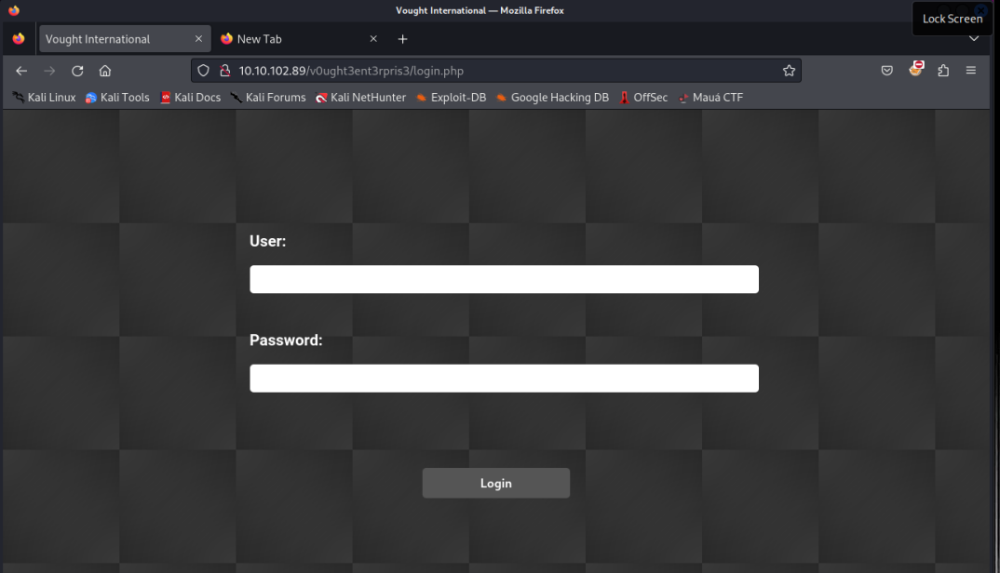 Vought International — Mozilla Firefox
Lock Screen
Vought International
New Tab
10.10.102.89/v0ught3ent3rpris3/login.php
Kali Linux Kali Tools Kali Docs Kali Forums Kali NetHunter Exploit-DB Google Hacking DB OffSec Mauá CTF
User:
Password:
Login